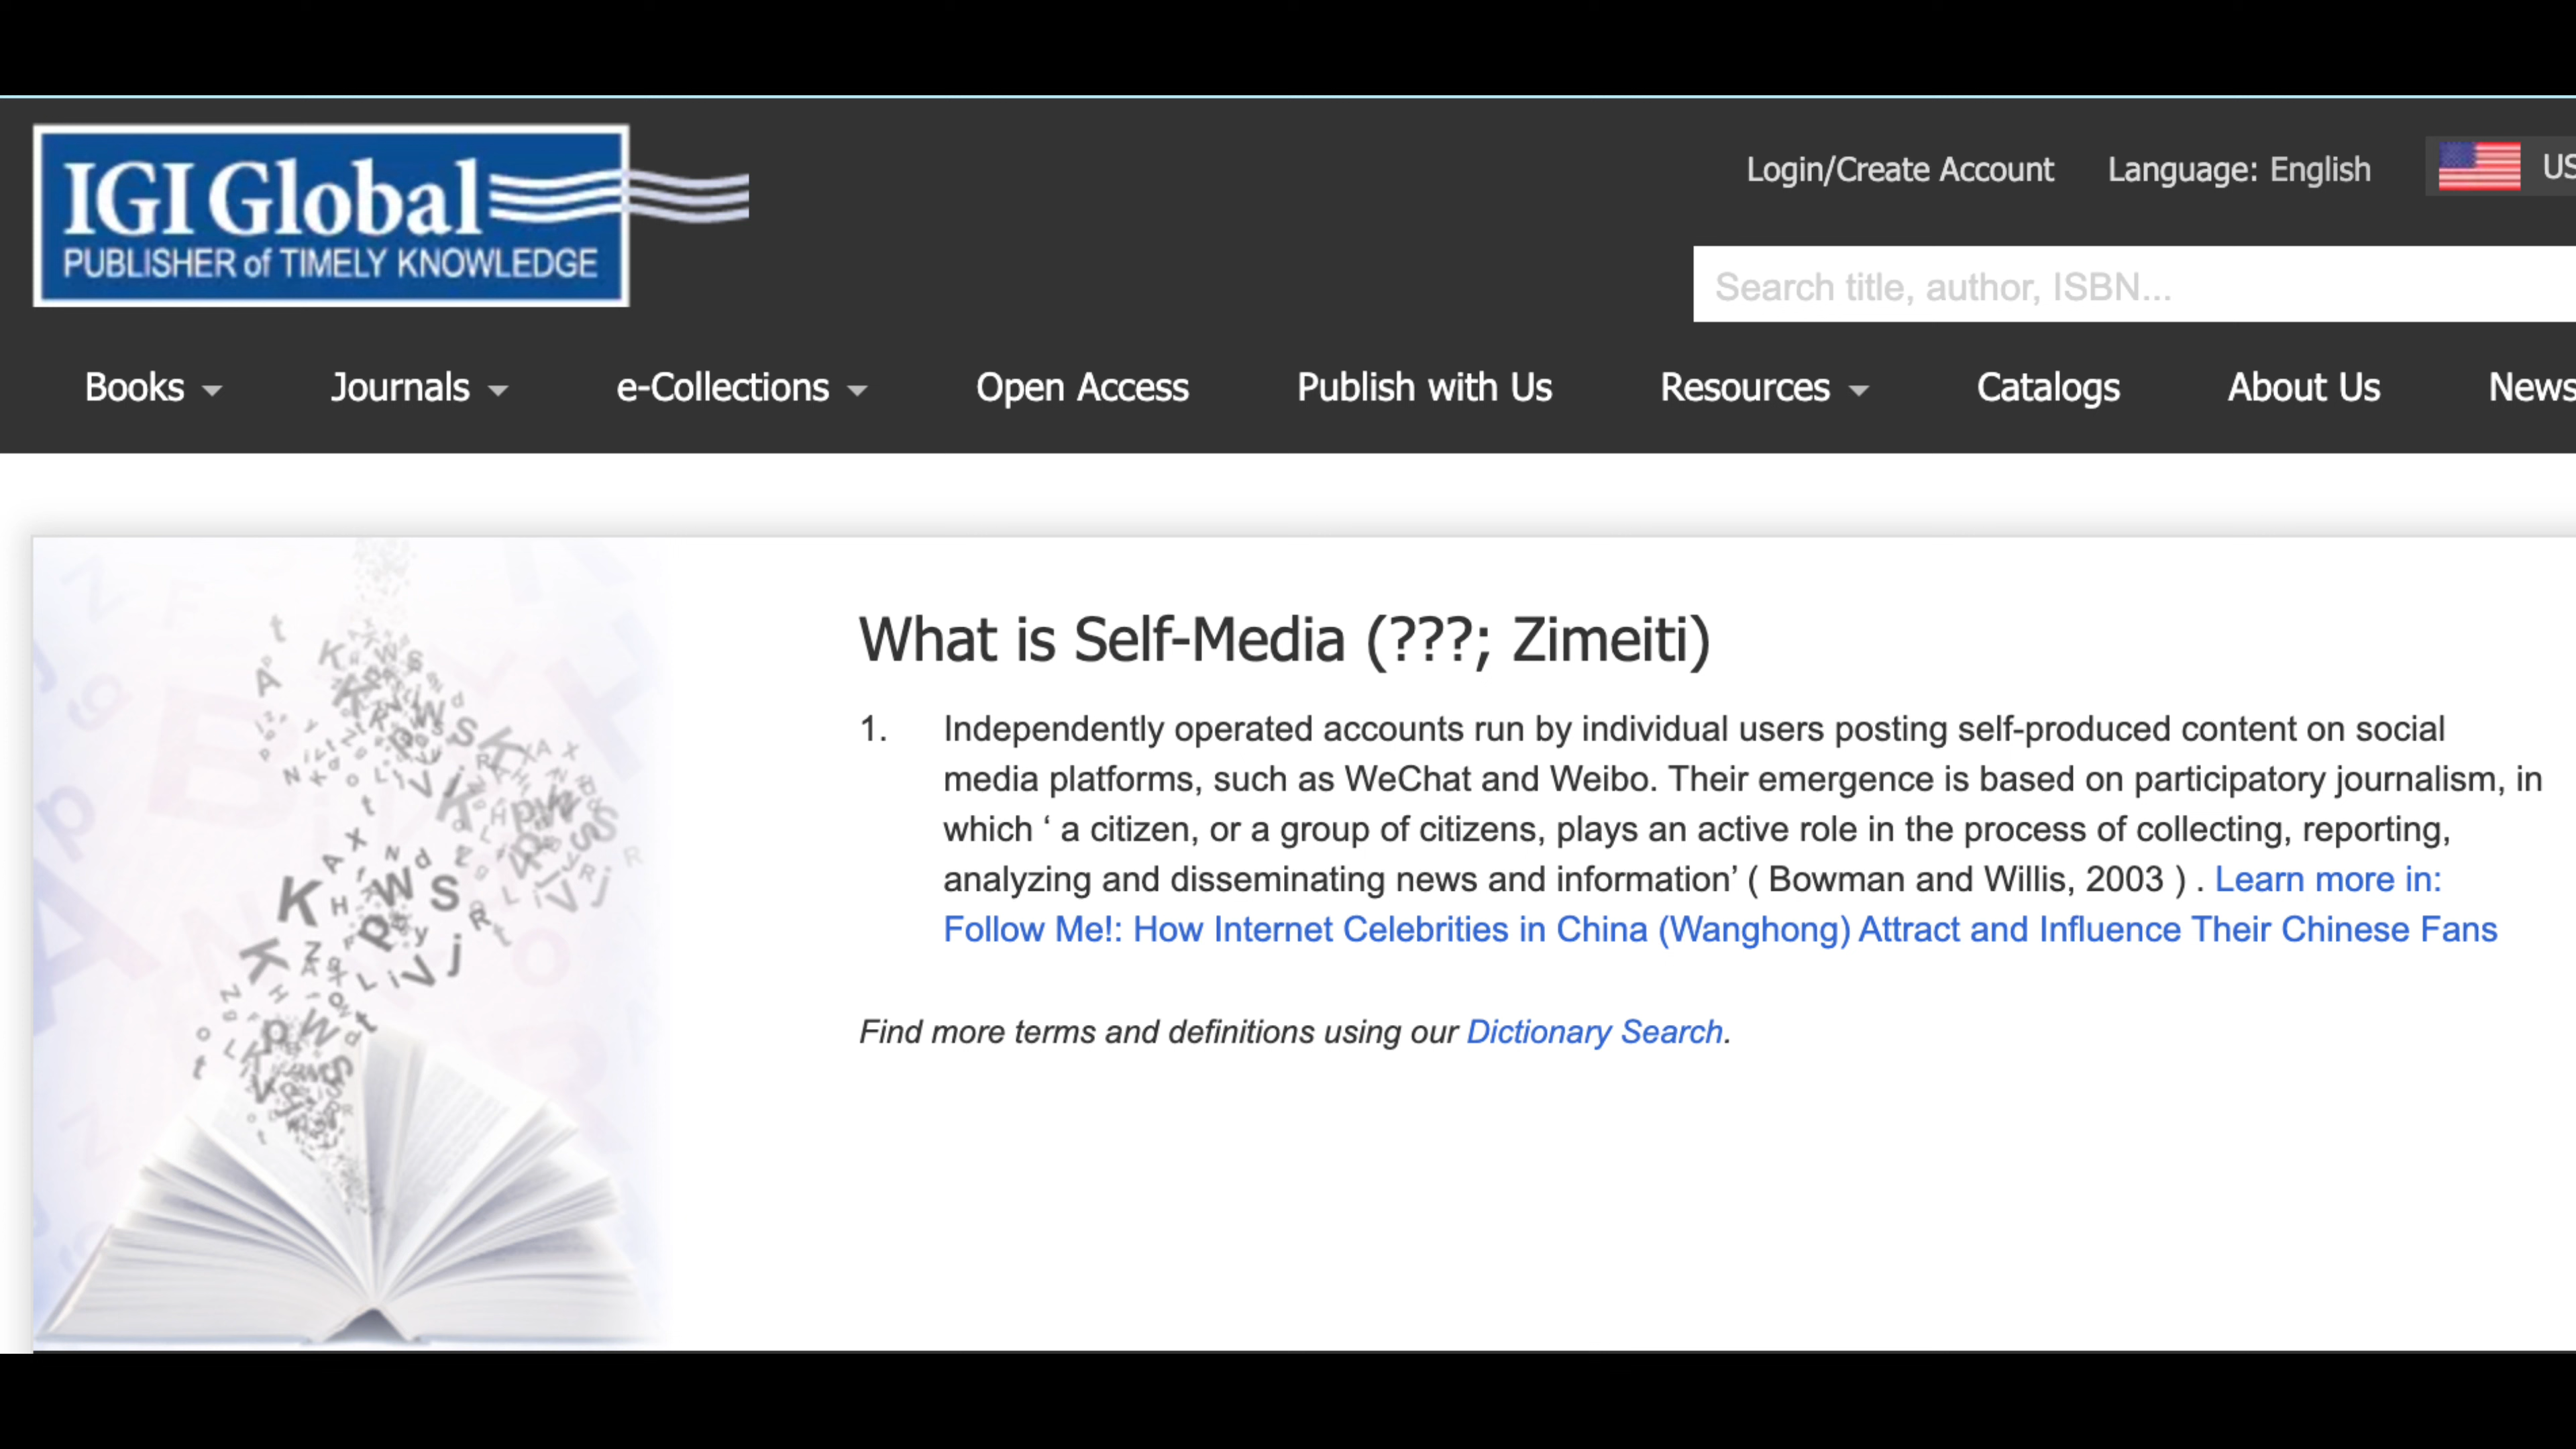 IGI Global
PUBLISHER of TIMELY KNOWLEDGE
Login/Create Account Language: English US
Search title, author, ISBN...
Books Journals e-Collections Open Access Publish with Us Resources Catalogs About Us News
What is Self-Media (???; Zimeiti)
1. Independently operated accounts run by individual users posting self-produced content on social
media platforms, such as WeChat and Weibo. Their emergence is based on participatory journalism, in
which ‘ a citizen, or a group of citizens, plays an active role in the process of collecting, reporting,
analyzing and disseminating news and information’ ( Bowman and Willis, 2003 ) . Learn more in:
Follow Me!: How Internet Celebrities in China (Wanghong) Attract and Influence Their Chinese Fans
Find more terms and definitions using our Dictionary Search.